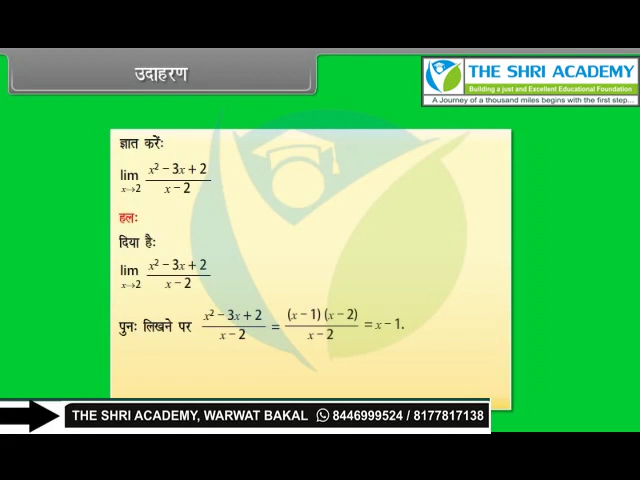 उदाहरण
THE SHRI ACADEMY
Building a just and Excellent Educational Foundation
A Journey of a thousand miles begins with the first step...
ज्ञात करें:
lim x→2 (x² – 3x + 2)/(x – 2)
हल:
दिया है:
lim x→2 (x² – 3x + 2)/(x – 2)
पुनः लिखने पर (x² – 3x + 2)/(x – 2) = (x – 1) (x – 2)/(x – 2) = x – 1.
THE SHRI ACADEMY, WARWAT BAKAL 8446999524 / 8177817138